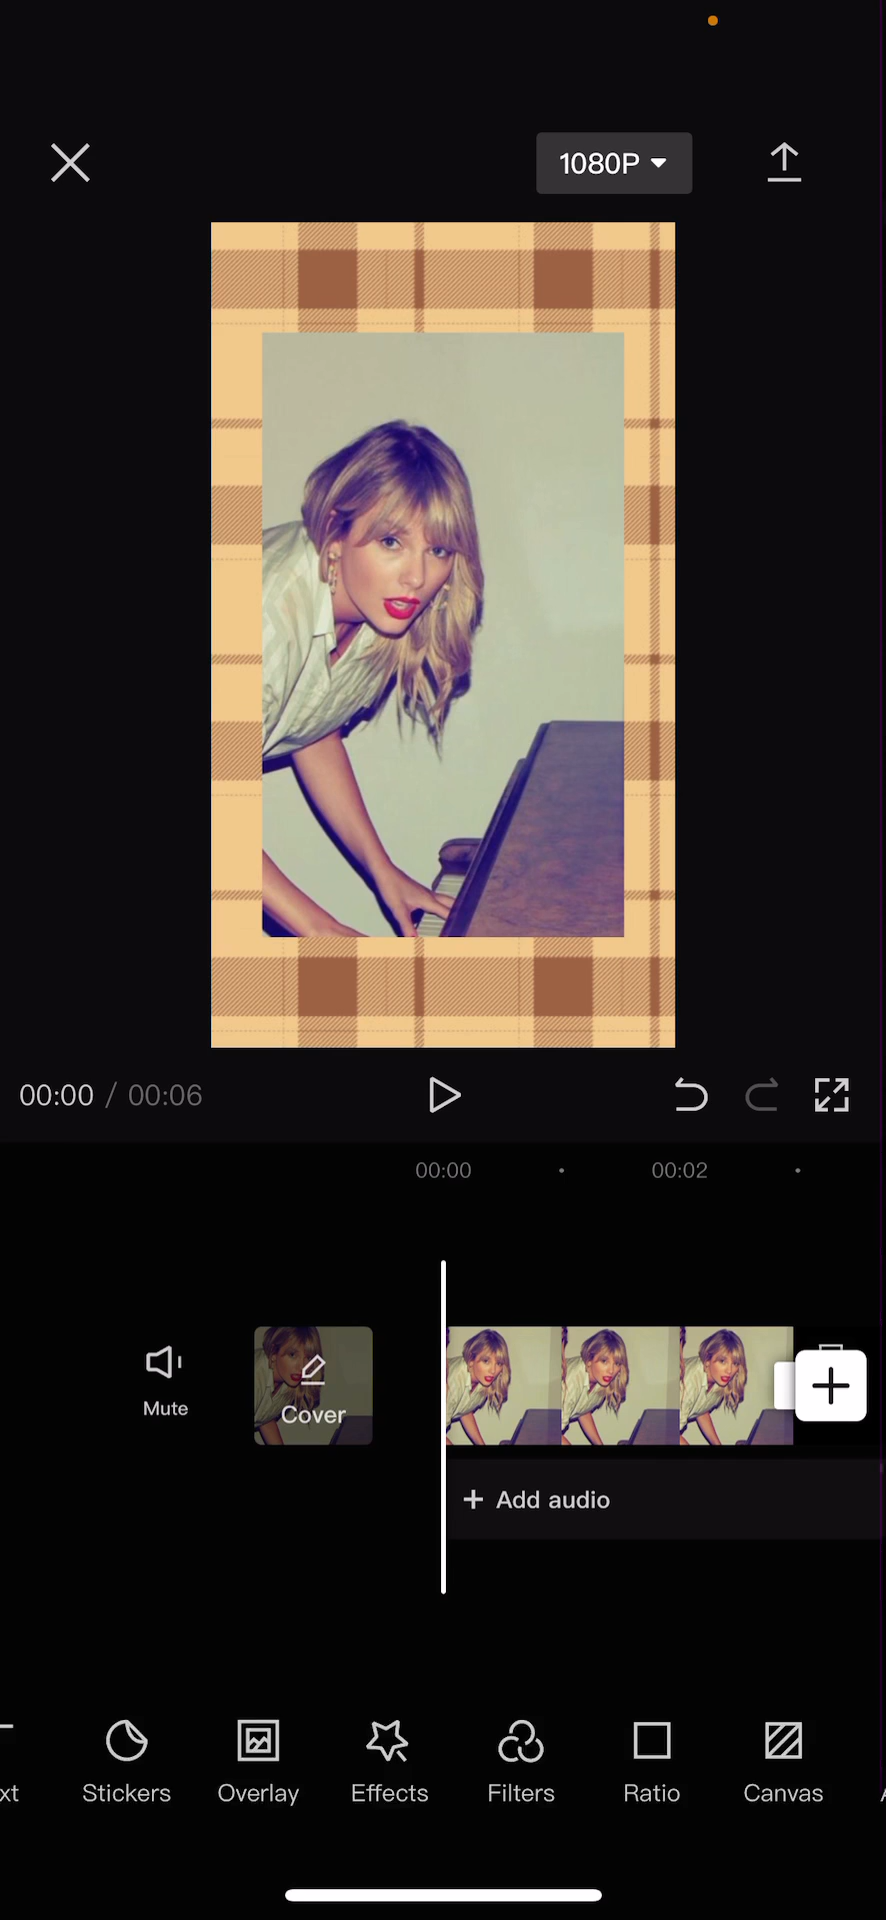 1080P
00:00 / 00:06
00:00
00:02
Mute
Cover
+ Add audio
xt
Stickers
Overlay
Effects
Filters
Ratio
Canvas